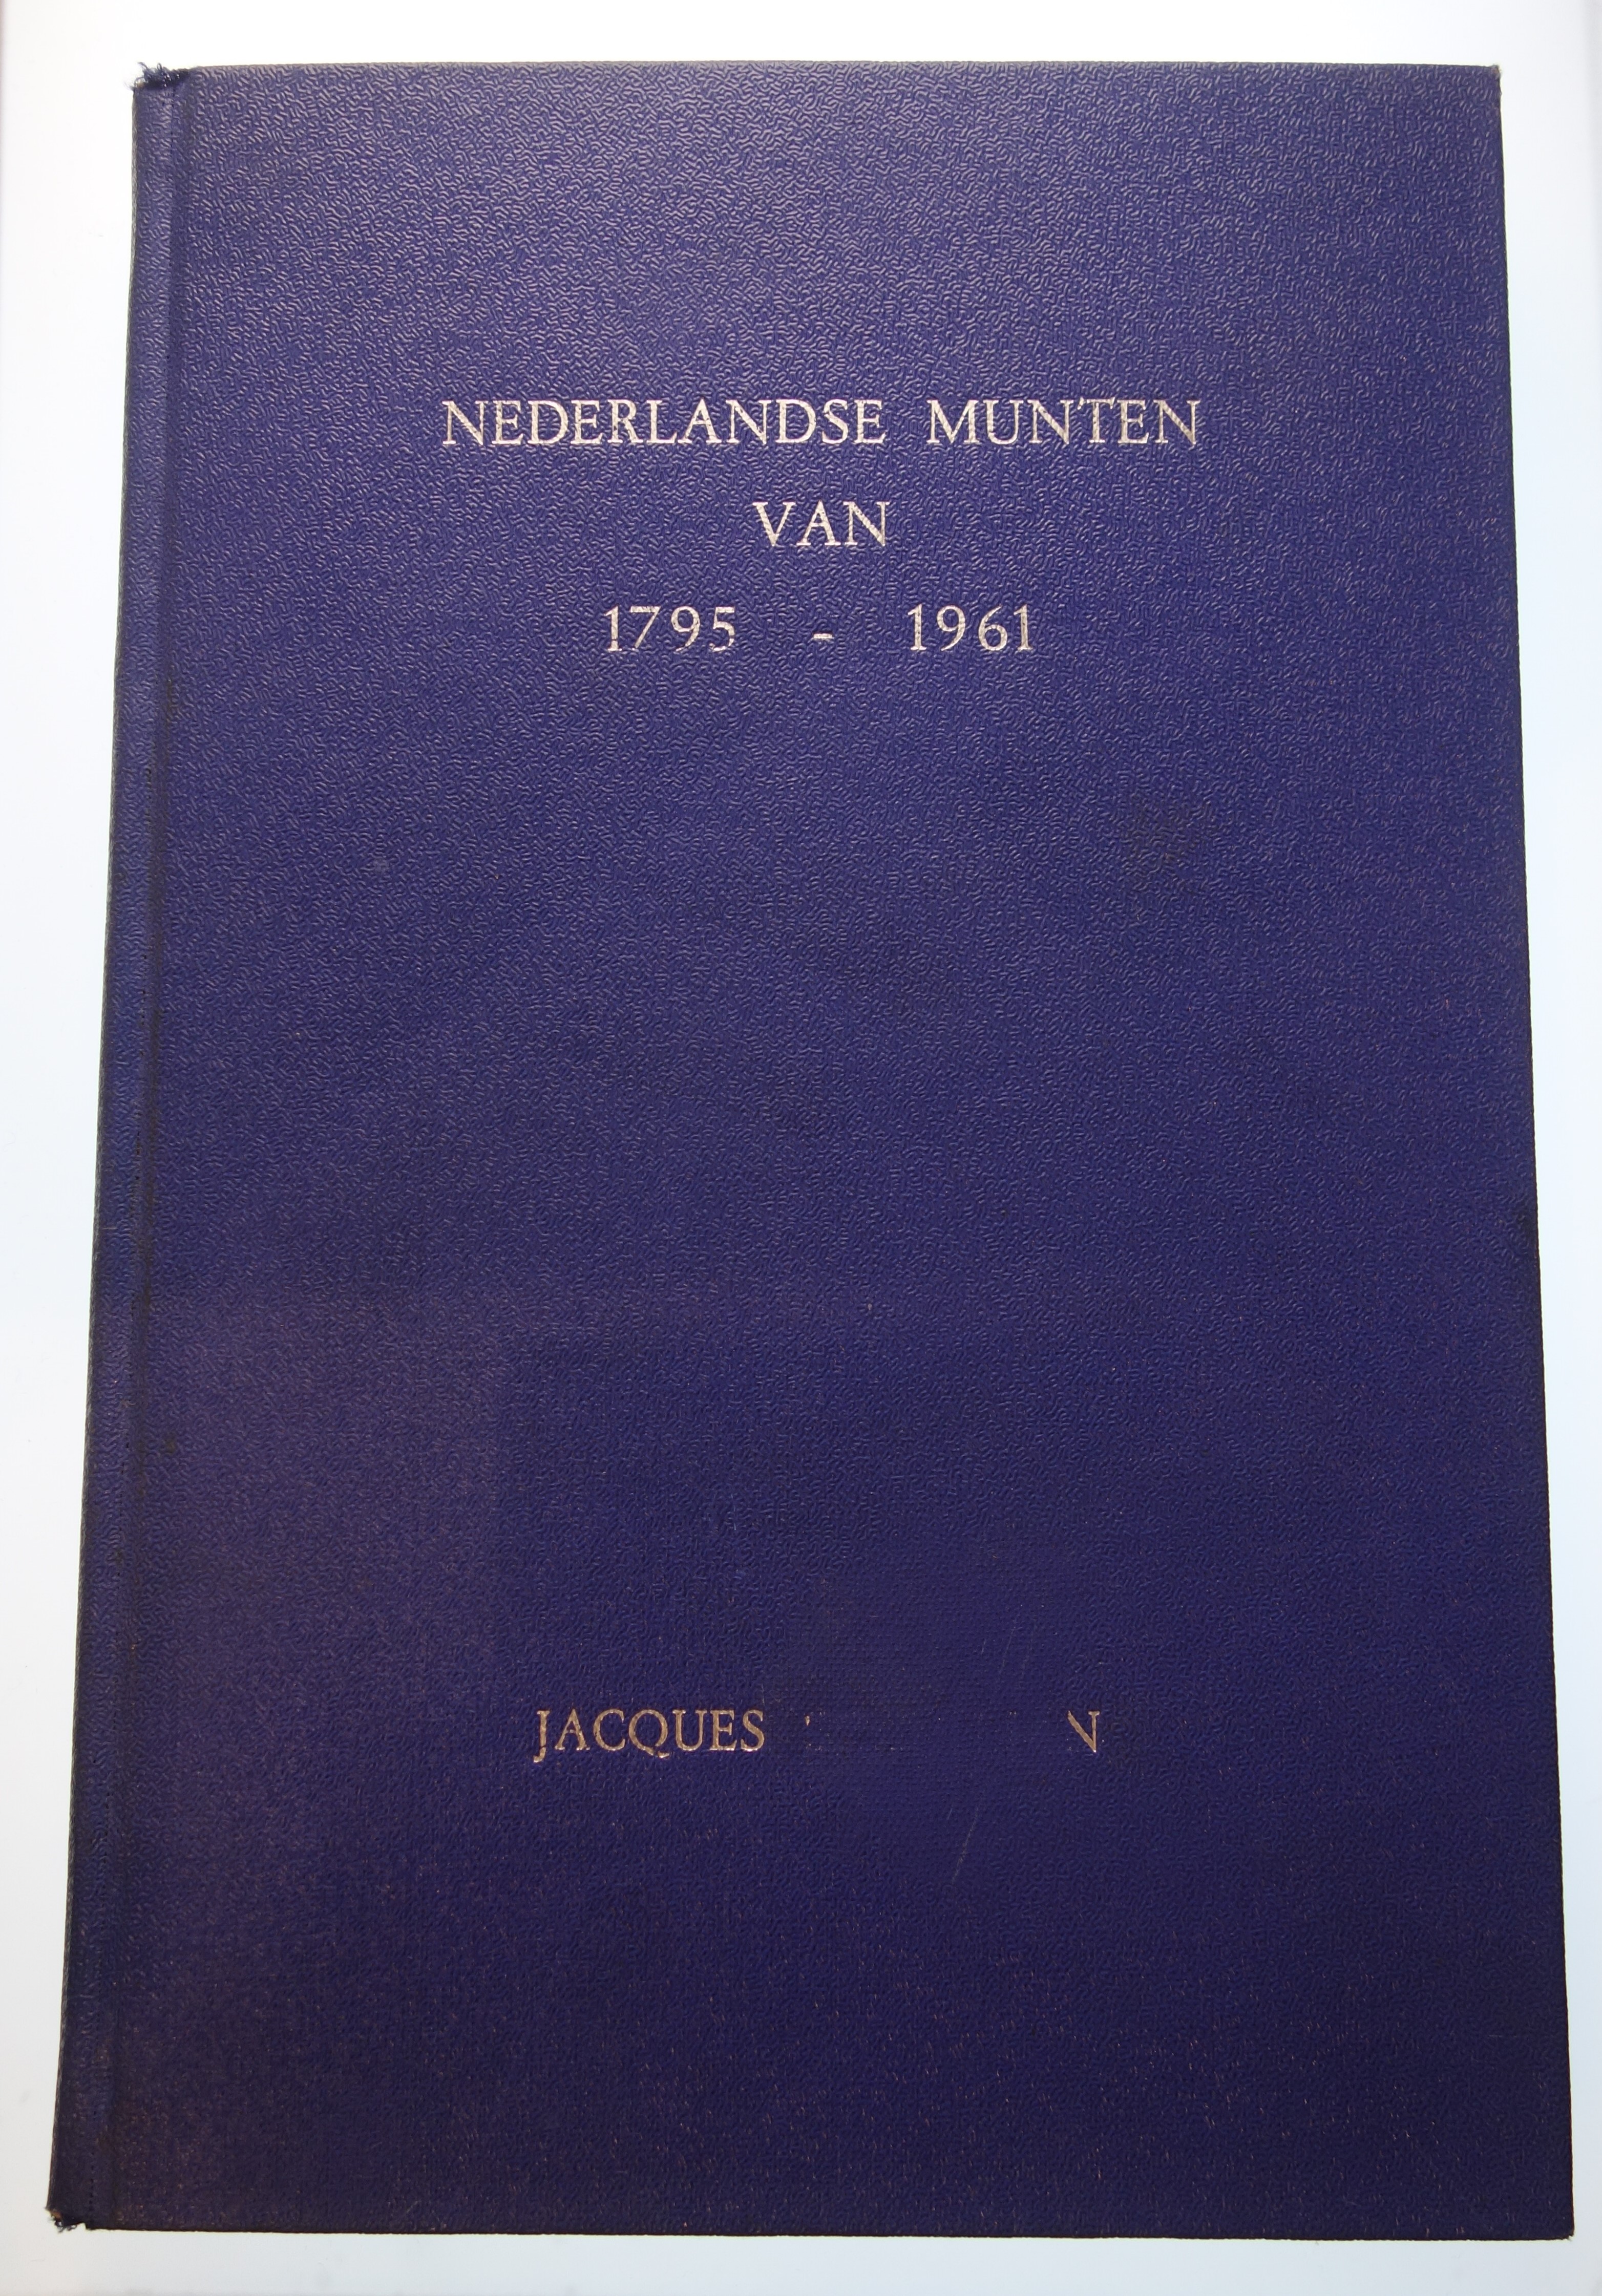 NEDERLANDSE MUNTEN
VAN
1795 - 1961
JACQUES